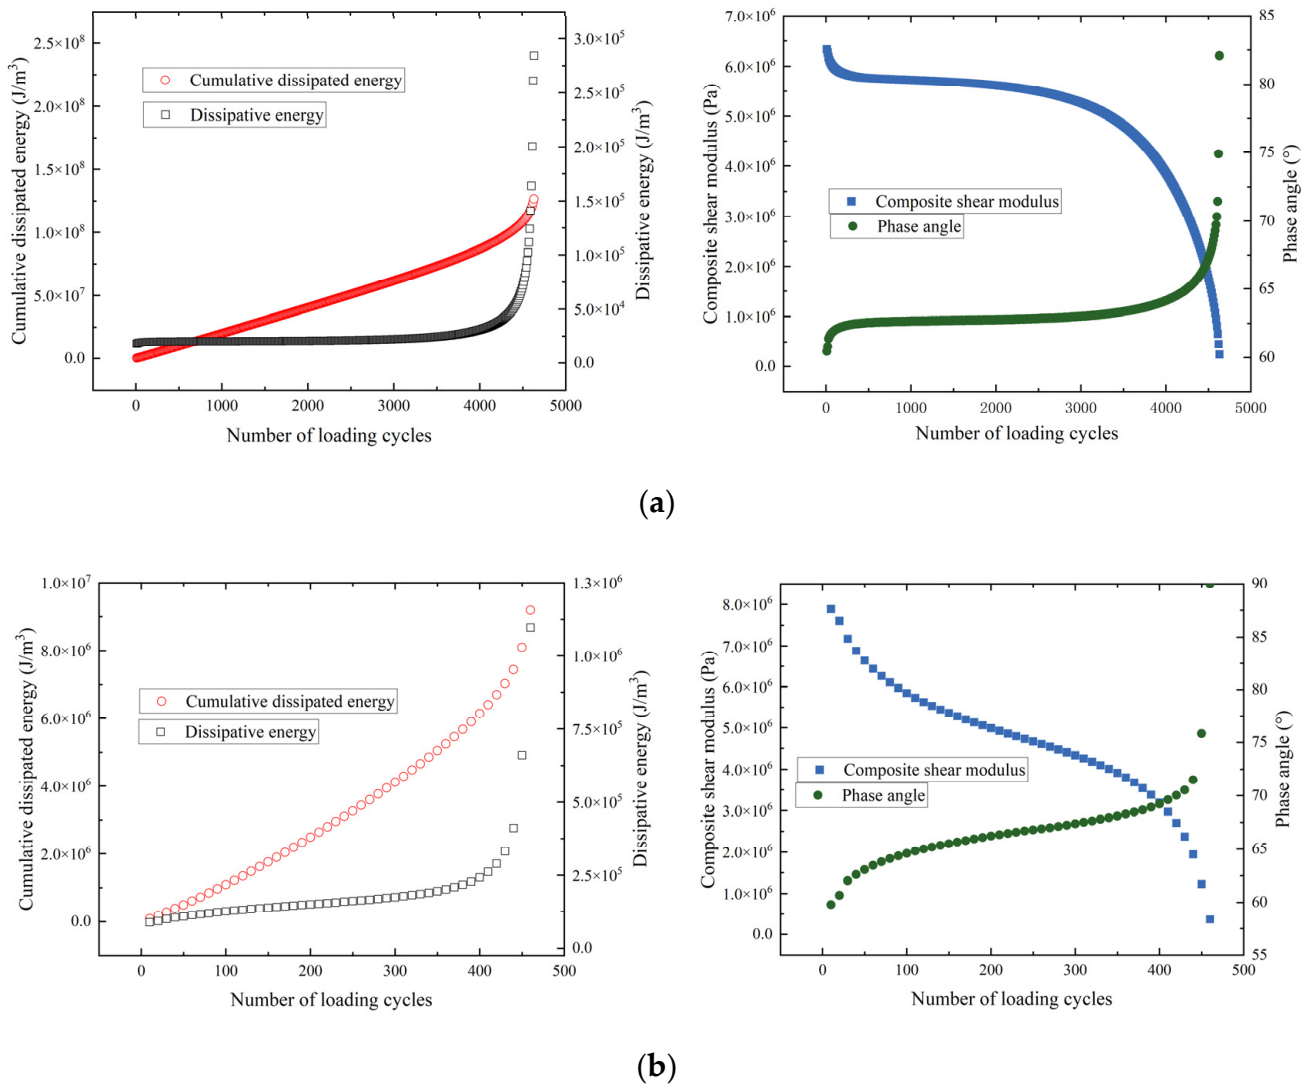 2.5×10⁸
2.0×10⁸
1.5×10⁸
1.0×10⁸
5.0×10⁷
0.0
Cumulative dissipated energy (J/m³)
Cumulative dissipated energy
Dissipative energy
3.0×10⁵
2.5×10⁵
2.0×10⁵
1.5×10⁵
1.0×10⁵
5.0×10⁴
0.0
Dissipative energy (J/m³)
0 1000 2000 3000 4000 5000
Number of loading cycles
7.0×10⁶
6.0×10⁶
5.0×10⁶
4.0×10⁶
3.0×10⁶
2.0×10⁶
1.0×10⁶
0.0
Composite shear modulus (Pa)
Composite shear modulus
Phase angle
85
80
75
70
65
60
Phase angle (°)
0 1000 2000 3000 4000 5000
Number of loading cycles
(a)
1.0×10⁷
8.0×10⁶
6.0×10⁶
4.0×10⁶
2.0×10⁶
0.0
Cumulative dissipated energy (J/m³)
Cumulative dissipated energy
Dissipative energy
1.3×10⁶
1.0×10⁶
7.5×10⁵
5.0×10⁵
2.5×10⁵
0.0
Dissipative energy (J/m³)
0 100 200 300 400 500
Number of loading cycles
8.0×10⁶
7.0×10⁶
6.0×10⁶
5.0×10⁶
4.0×10⁶
3.0×10⁶
2.0×10⁶
1.0×10⁶
0.0
Composite shear modulus (Pa)
Composite shear modulus
Phase angle
90
85
80
75
70
65
60
55
Phase angle (°)
0 100 200 300 400 500
Number of loading cycles
(b)